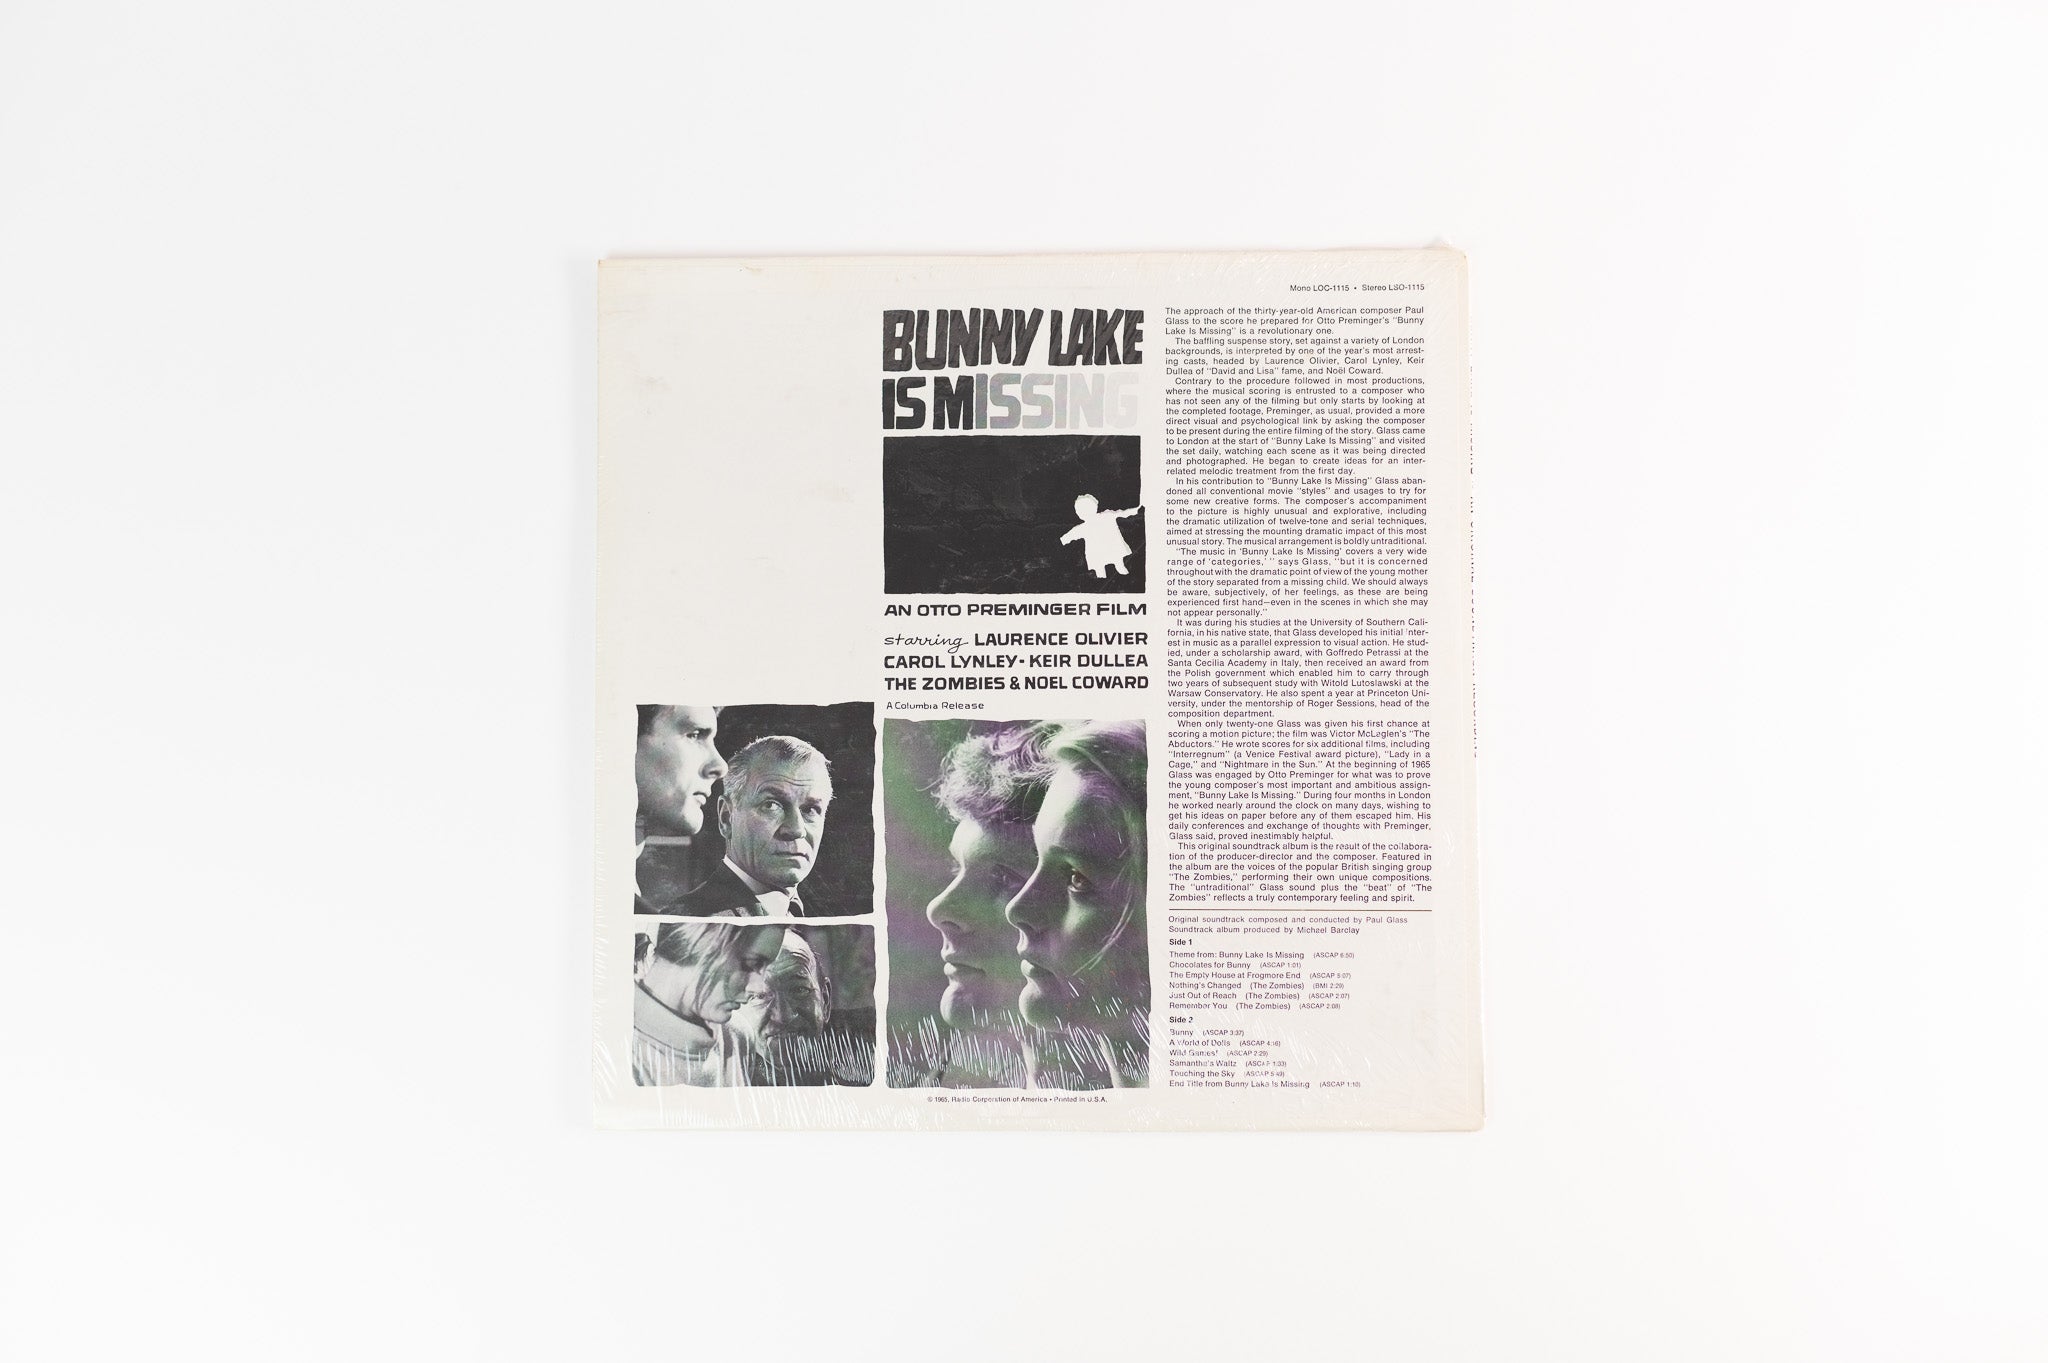 Mono LOC-1115 • Stereo LSO-1115
BUNNY LAKE
IS MISSING
AN OTTO PREMINGER FILM
starring LAURENCE OLIVIER
CAROL LYNLEY - KEIR DULLEA
THE ZOMBIES & NOEL COWARD
A Columbia Release
The approach of the thirty-year-old American composer Paul
Glass to the score he prepared for Otto Preminger's "Bunny
Lake Is Missing" is a revolutionary one.
The baffling suspense story, set against a variety of London
backgrounds, is interpreted by one of the year's most arrest-
ing casts, headed by Laurence Olivier, Carol Lynley, Keir
Dullea of "David and Lisa" fame, and Noël Coward.
Contrary to the procedure followed in most productions,
where the musical scoring is entrusted to a composer who
has not seen any of the filming but only starts by looking at
the completed footage, Preminger, as usual, provided a more
direct visual and psychological link by asking the composer
to be present during the entire filming of the story. Glass came
to London at the start of "Bunny Lake Is Missing" and visited
the set daily, watching each scene as it was being directed
and photographed. He began to create ideas for an inter-
related melodic treatment from the first day.
In his contribution to "Bunny Lake Is Missing" Glass aban-
doned all conventional movie "styles" and usages to try for
some new creative forms. The composer's accompaniment
to the picture is highly unusual and explorative, including
the dramatic utilization of twelve-tone and serial techniques,
aimed at stressing the mounting dramatic impact of this most
unusual story. The musical arrangement is boldly untraditional.
"The music in 'Bunny Lake Is Missing' covers a very wide
range of 'categories,' " says Glass, "but it is concerned
throughout with the dramatic point of view of the young mother
of the story separated from a missing child. We should always
be aware, subjectively, of her feelings, as these are being
experienced first hand—even in the scenes in which she may
not appear personally."
It was during his studies at the University of Southern Cali-
fornia, in his native state, that Glass developed his initial inter-
est in music as a parallel expression to visual action. He stud-
ied, under a scholarship award, with Goffredo Petrassi at the
Santa Cecilia Academy in Italy, then received an award from
the Polish government which enabled him to carry through
two years of subsequent study with Witold Lutoslawski at the
Warsaw Conservatory. He also spent a year at Princeton Uni-
versity, under the mentorship of Roger Sessions, head of the
composition department.
When only twenty-one Glass was given his first chance at
scoring a motion picture; the film was Victor McLaglen's "The
Abductors." He wrote scores for six additional films, including
"Interregnum" (a Venice Festival award picture), "Lady in a
Cage," and "Nightmare in the Sun." At the beginning of 1965
Glass was engaged by Otto Preminger for what was to prove
the young composer's most important and ambitious assign-
ment, "Bunny Lake Is Missing." During four months in London
he worked nearly around the clock on many days, wishing to
get his ideas on paper before any of them escaped him. His
daily conferences and exchange of thoughts with Preminger,
Glass said, proved inestimably helpful.
This original soundtrack album is the result of the collabora-
tion of the producer-director and the composer. Featured in
the album are the voices of the popular British singing group
"The Zombies," performing their own unique compositions.
The "untraditional" Glass sound plus the "beat" of "The
Zombies" reflects a truly contemporary feeling and spirit.
Original soundtrack composed and conducted by Paul Glass
Soundtrack album produced by Michael Barclay
Side 1
Theme from: Bunny Lake Is Missing (ASCAP 6:50)
Chocolates for Bunny (ASCAP 1:01)
The Empty House at Frogmore End (ASCAP 5:07)
Nothing's Changed (The Zombies) (BMI 2:29)
Just Out of Reach (The Zombies) (ASCAP 2:07)
Remember You (The Zombies) (ASCAP 2:08)
Side 2
Bunny (ASCAP 3:37)
A World of Dolls (ASCAP 4:16)
Wild Games! (ASCAP 2:29)
Samantha's Waltz (ASCAP 1:33)
Touching the Sky (ASCAP 5:49)
End Title from Bunny Lake Is Missing (ASCAP 1:10)
© 1965, Radio Corporation of America • Printed in U.S.A.